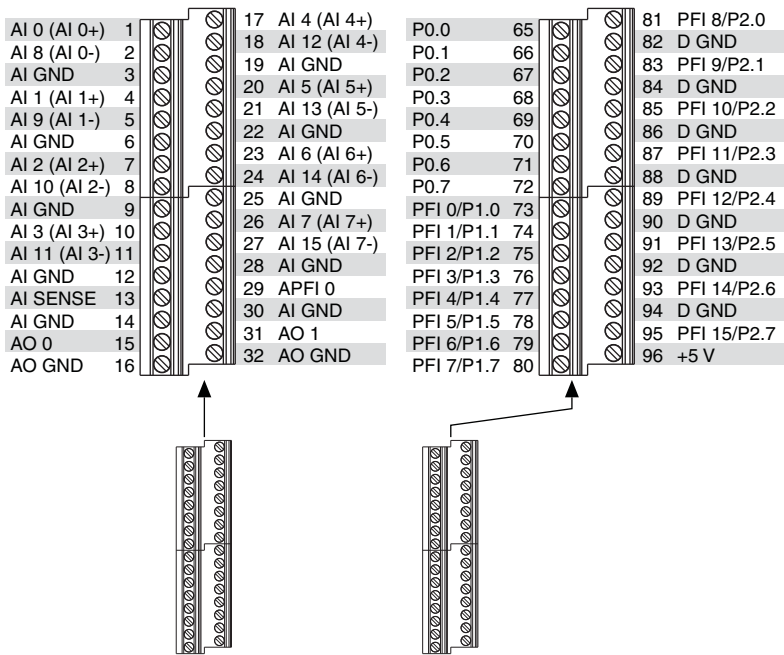 AI 0 (AI 0+) 1
AI 8 (AI 0-) 2
AI GND 3
AI 1 (AI 1+) 4
AI 9 (AI 1-) 5
AI GND 6
AI 2 (AI 2+) 7
AI 10 (AI 2-) 8
AI GND 9
AI 3 (AI 3+) 10
AI 11 (AI 3-) 11
AI GND 12
AI SENSE 13
AI GND 14
AO 0 15
AO GND 16
17 AI 4 (AI 4+)
18 AI 12 (AI 4-)
19 AI GND
20 AI 5 (AI 5+)
21 AI 13 (AI 5-)
22 AI GND
23 AI 6 (AI 6+)
24 AI 14 (AI 6-)
25 AI GND
26 AI 7 (AI 7+)
27 AI 15 (AI 7-)
28 AI GND
29 APFI 0
30 AI GND
31 AO 1
32 AO GND
P0.0 65
P0.1 66
P0.2 67
P0.3 68
P0.4 69
P0.5 70
P0.6 71
P0.7 72
PFI 0/P1.0 73
PFI 1/P1.1 74
PFI 2/P1.2 75
PFI 3/P1.3 76
PFI 4/P1.4 77
PFI 5/P1.5 78
PFI 6/P1.6 79
PFI 7/P1.7 80
81 PFI 8/P2.0
82 D GND
83 PFI 9/P2.1
84 D GND
85 PFI 10/P2.2
86 D GND
87 PFI 11/P2.3
88 D GND
89 PFI 12/P2.4
90 D GND
91 PFI 13/P2.5
92 D GND
93 PFI 14/P2.6
94 D GND
95 PFI 15/P2.7
96 +5 V